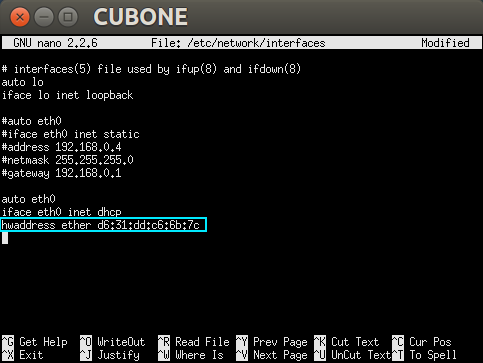 CUBONE
GNU nano 2.2.6 File: /etc/network/interfaces Modified
# interfaces(5) file used by ifup(8) and ifdown(8)
auto lo
iface lo inet loopback
#auto eth0
#iface eth0 inet static
#address 192.168.0.4
#netmask 255.255.255.0
#gateway 192.168.0.1
auto eth0
iface eth0 inet dhcp
hwaddress ether d6:31:dd:c6:6b:7c
^G Get Help ^O WriteOut ^R Read File ^Y Prev Page ^K Cut Text ^C Cur Pos
^X Exit ^J Justify ^W Where Is ^V Next Page ^U UnCut Text ^T To Spell